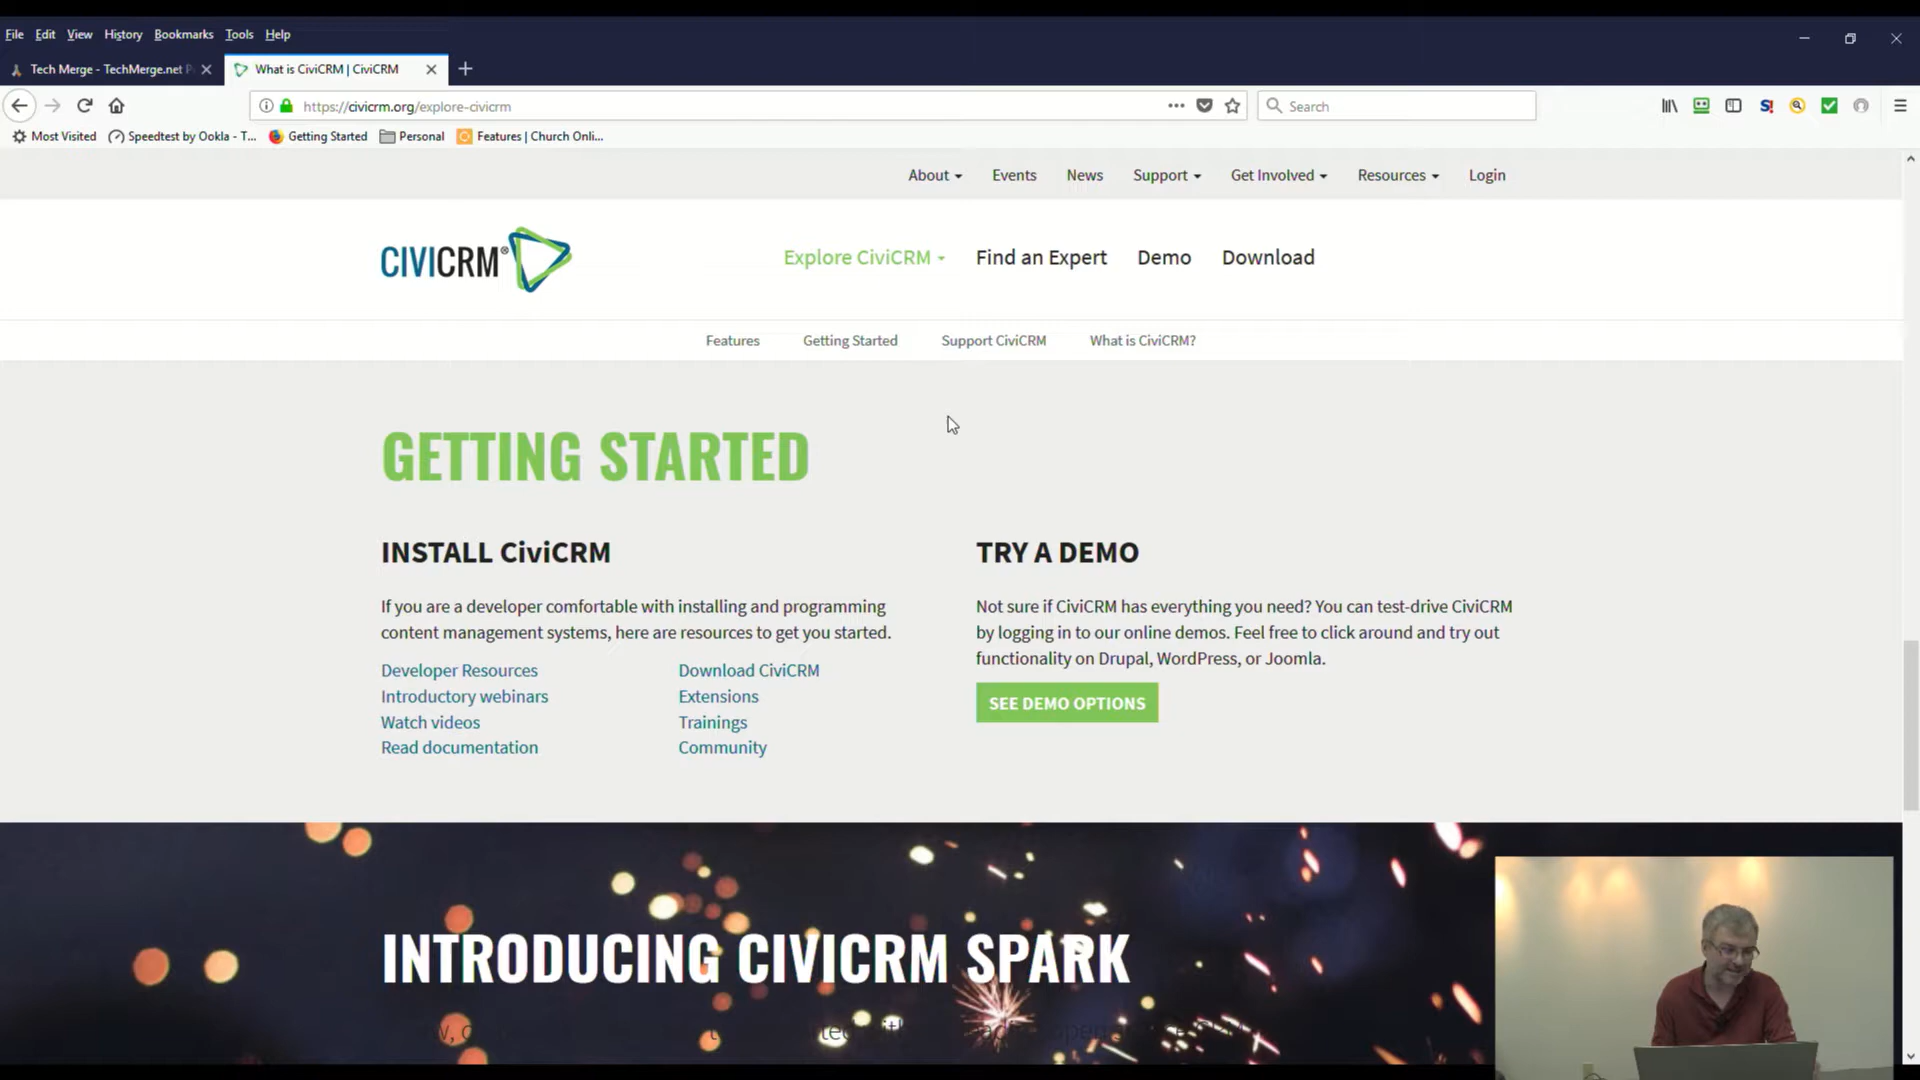 File Edit View History Bookmarks Tools Help
Tech Merge - TechMerge.net P
What is CiviCRM | CiviCRM
https://civicrm.org/explore-civicrm
Search
Most Visited Speedtest by Ookla - T... Getting Started Personal Features | Church Onli...
About Events News Support Get Involved Resources Login
CIVICRM®
Explore CiviCRM Find an Expert Demo Download
Features Getting Started Support CiviCRM What is CiviCRM?
GETTING STARTED
INSTALL CiviCRM
If you are a developer comfortable with installing and programming
content management systems, here are resources to get you started.
Developer Resources
Introductory webinars
Watch videos
Read documentation
Download CiviCRM
Extensions
Trainings
Community
TRY A DEMO
Not sure if CiviCRM has everything you need? You can test-drive CiviCRM
by logging in to our online demos. Feel free to click around and try out
functionality on Drupal, WordPress, or Joomla.
SEE DEMO OPTIONS
INTRODUCING CIVICRM SPARK